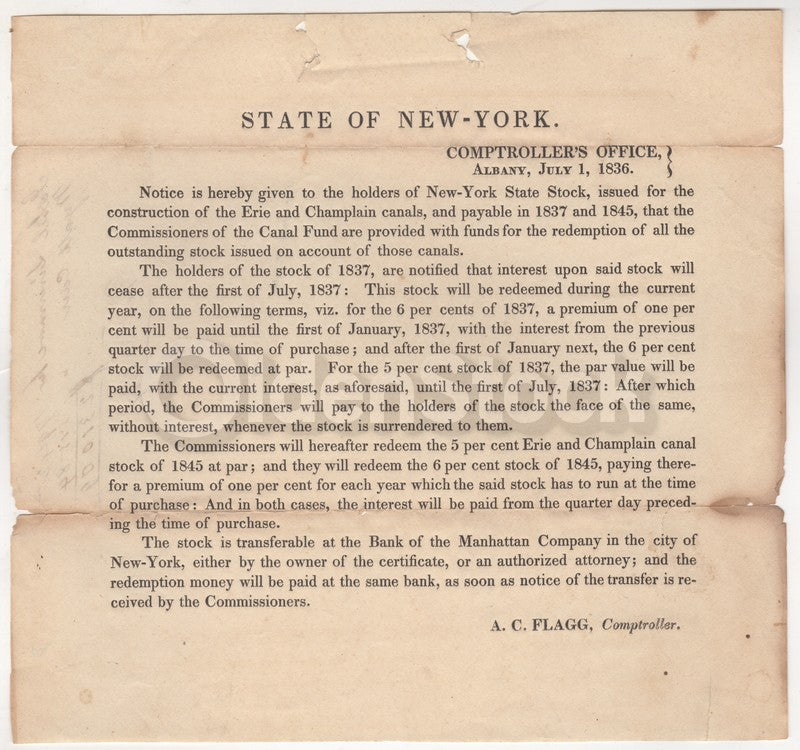 STATE OF NEW-YORK.
COMPTROLLER'S OFFICE,
ALBANY, JULY 1, 1836.
Notice is hereby given to the holders of New-York State Stock, issued for the
construction of the Erie and Champlain canals, and payable in 1837 and 1845, that the
Commissioners of the Canal Fund are provided with funds for the redemption of all the
outstanding stock issued on account of those canals.
The holders of the stock of 1837, are notified that interest upon said stock will
cease after the first of July, 1837: This stock will be redeemed during the current
year, on the following terms, viz. for the 6 per cents of 1837, a premium of one per
cent will be paid until the first of January, 1837, with the interest from the previous
quarter day to the time of purchase; and after the first of January next, the 6 per cent
stock will be redeemed at par. For the 5 per cent stock of 1837, the par value will be
paid, with the current interest, as aforesaid, until the first of July, 1837: After which
period, the Commissioners will pay to the holders of the stock the face of the same,
without interest, whenever the stock is surrendered to them.
The Commissioners will hereafter redeem the 5 per cent Erie and Champlain canal
stock of 1845 at par; and they will redeem the 6 per cent stock of 1845, paying there-
for a premium of one per cent for each year which the said stock has to run at the time
of purchase: And in both cases, the interest will be paid from the quarter day preced-
ing the time of purchase.
The stock is transferable at the Bank of the Manhattan Company in the city of
New-York, either by the owner of the certificate, or an authorized attorney; and the
redemption money will be paid at the same bank, as soon as notice of the transfer is re-
ceived by the Commissioners.
A. C. FLAGG, Comptroller.